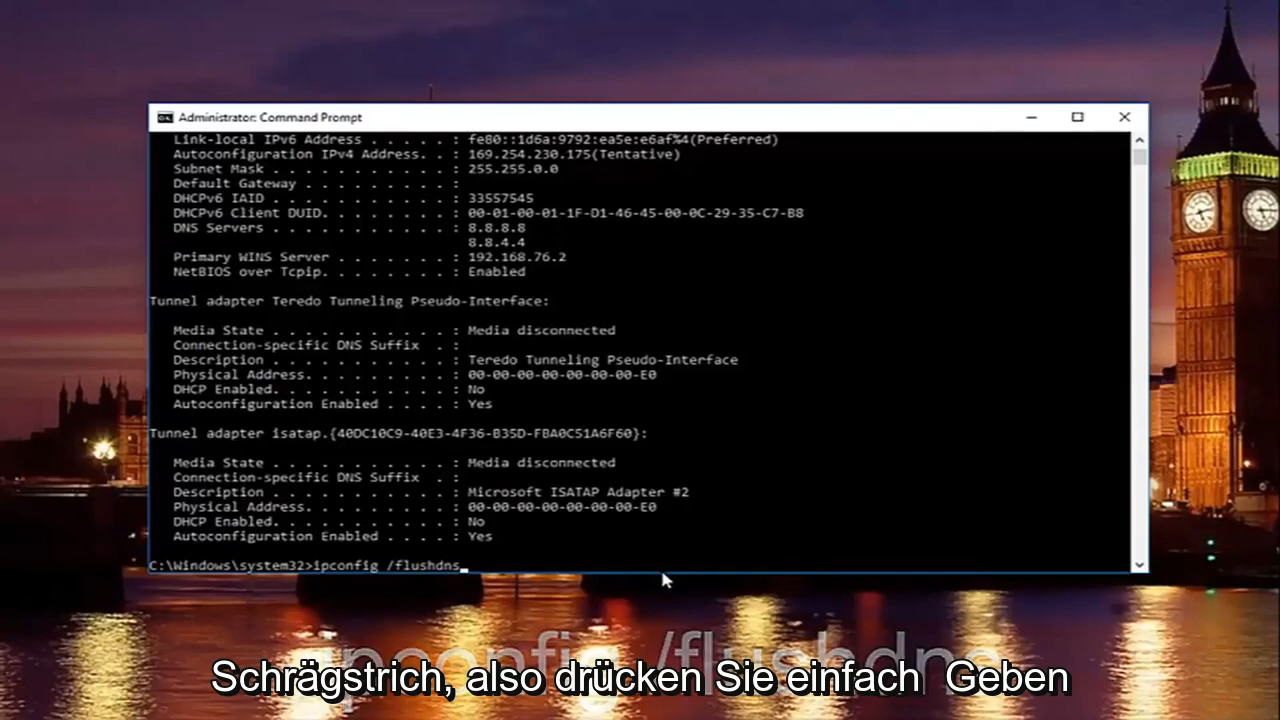 Administrator: Command Prompt
Link-local IPv6 Address . . . . . : fe80::1d6a:9792:ea5e:e6af%4(Preferred)
Autoconfiguration IPv4 Address. . : 169.254.230.175(Tentative)
Subnet Mask . . . . . . . . . . . : 255.255.0.0
Default Gateway . . . . . . . . . :
DHCPv6 IAID . . . . . . . . . . . : 33557545
DHCPv6 Client DUID. . . . . . . . : 00-01-00-01-1F-D1-46-45-00-0C-29-35-C7-B8
DNS Servers . . . . . . . . . . . : 8.8.8.8
8.8.4.4
Primary WINS Server . . . . . . . : 192.168.76.2
NetBIOS over Tcpip. . . . . . . . : Enabled
Tunnel adapter Teredo Tunneling Pseudo-Interface:
Media State . . . . . . . . . . . : Media disconnected
Connection-specific DNS Suffix  . :
Description . . . . . . . . . . . : Teredo Tunneling Pseudo-Interface
Physical Address. . . . . . . . . : 00-00-00-00-00-00-00-E0
DHCP Enabled. . . . . . . . . . . : No
Autoconfiguration Enabled . . . . : Yes
Tunnel adapter isatap.{40DC10C9-40E3-4F36-B35D-FBA0C51A6F60}:
Media State . . . . . . . . . . . : Media disconnected
Connection-specific DNS Suffix  . :
Description . . . . . . . . . . . : Microsoft ISATAP Adapter #2
Physical Address. . . . . . . . . : 00-00-00-00-00-00-00-E0
DHCP Enabled. . . . . . . . . . . : No
Autoconfiguration Enabled . . . . : Yes
C:\Windows\system32>ipconfig /flushdns
ipconfig /flushdns
Schrägstrich, also drücken Sie einfach Geben